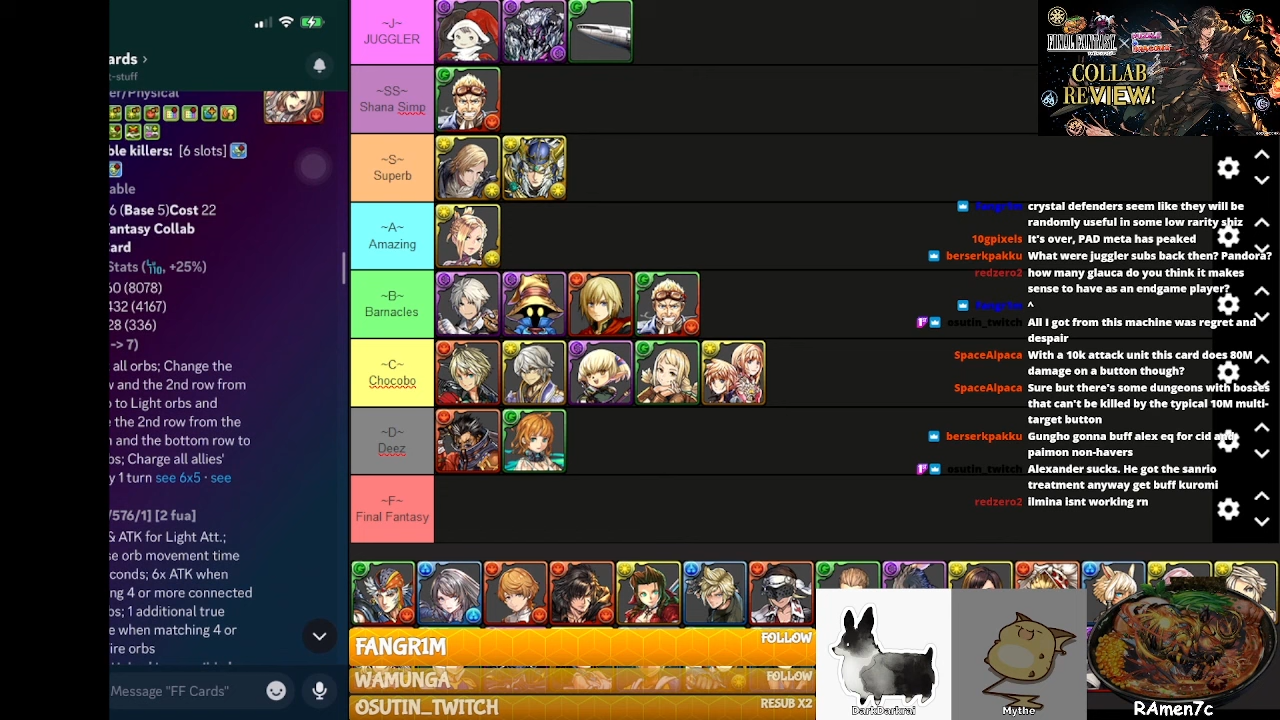 ards ›
t-stuff
er/Physical
ble killers: [6 slots]
able
6 (Base 5)Cost 22
antasy Collab
ard
Stats (110, +25%)
60 (8078)
432 (4167)
28 (336)
-> 7)
all orbs; Change the
v and the 2nd row from
o to Light orbs and
e the 2nd row from the
n and the bottom row to
bs; Charge all allies'
y 1 turn see 6x5 · see
/576/1] [2 fua]
& ATK for Light Att.;
se orb movement time
conds; 6x ATK when
ng 4 or more connected
bs; 1 additional true
e when matching 4 or
ire orbs
Message "FF Cards"
~J~
JUGGLER
~SS~
Shana Simp
~S~
Superb
~A~
Amazing
~B~
Barnacles
~C~
Chocobo
~D~
Deez
~F~
Final Fantasy
FINAL FANTASY
COLLAB
REVIEW!
Fangr1m crystal defenders seem like they will be
randomly useful in some low rarity shiz
10gpixels It's over, PAD meta has peaked
berserkpakku What were juggler subs back then? Pandora?
redzero2 how many glauca do you think it makes
sense to have as an endgame player?
Fangr1m ^
osutin_twitch All I got from this machine was regret and
despair
SpaceAlpaca With a 10k attack unit this card does 80M
damage on a button though?
SpaceAlpaca Sure but there's some dungeons with bosses
that can't be killed by the typical 10M multi-
target button
berserkpakku Gungho gonna buff alex eq for cid and
paimon non-havers
osutin_twitch Alexander sucks. He got the sanrio
treatment anyway get buff kuromi
redzero2 ilmina isnt working rn
FANGR1M FOLLOW
WAMUNGA FOLLOW
OSUTIN_TWITCH RESUB X2
DarkDarkrai
Mythe
RAmen7c